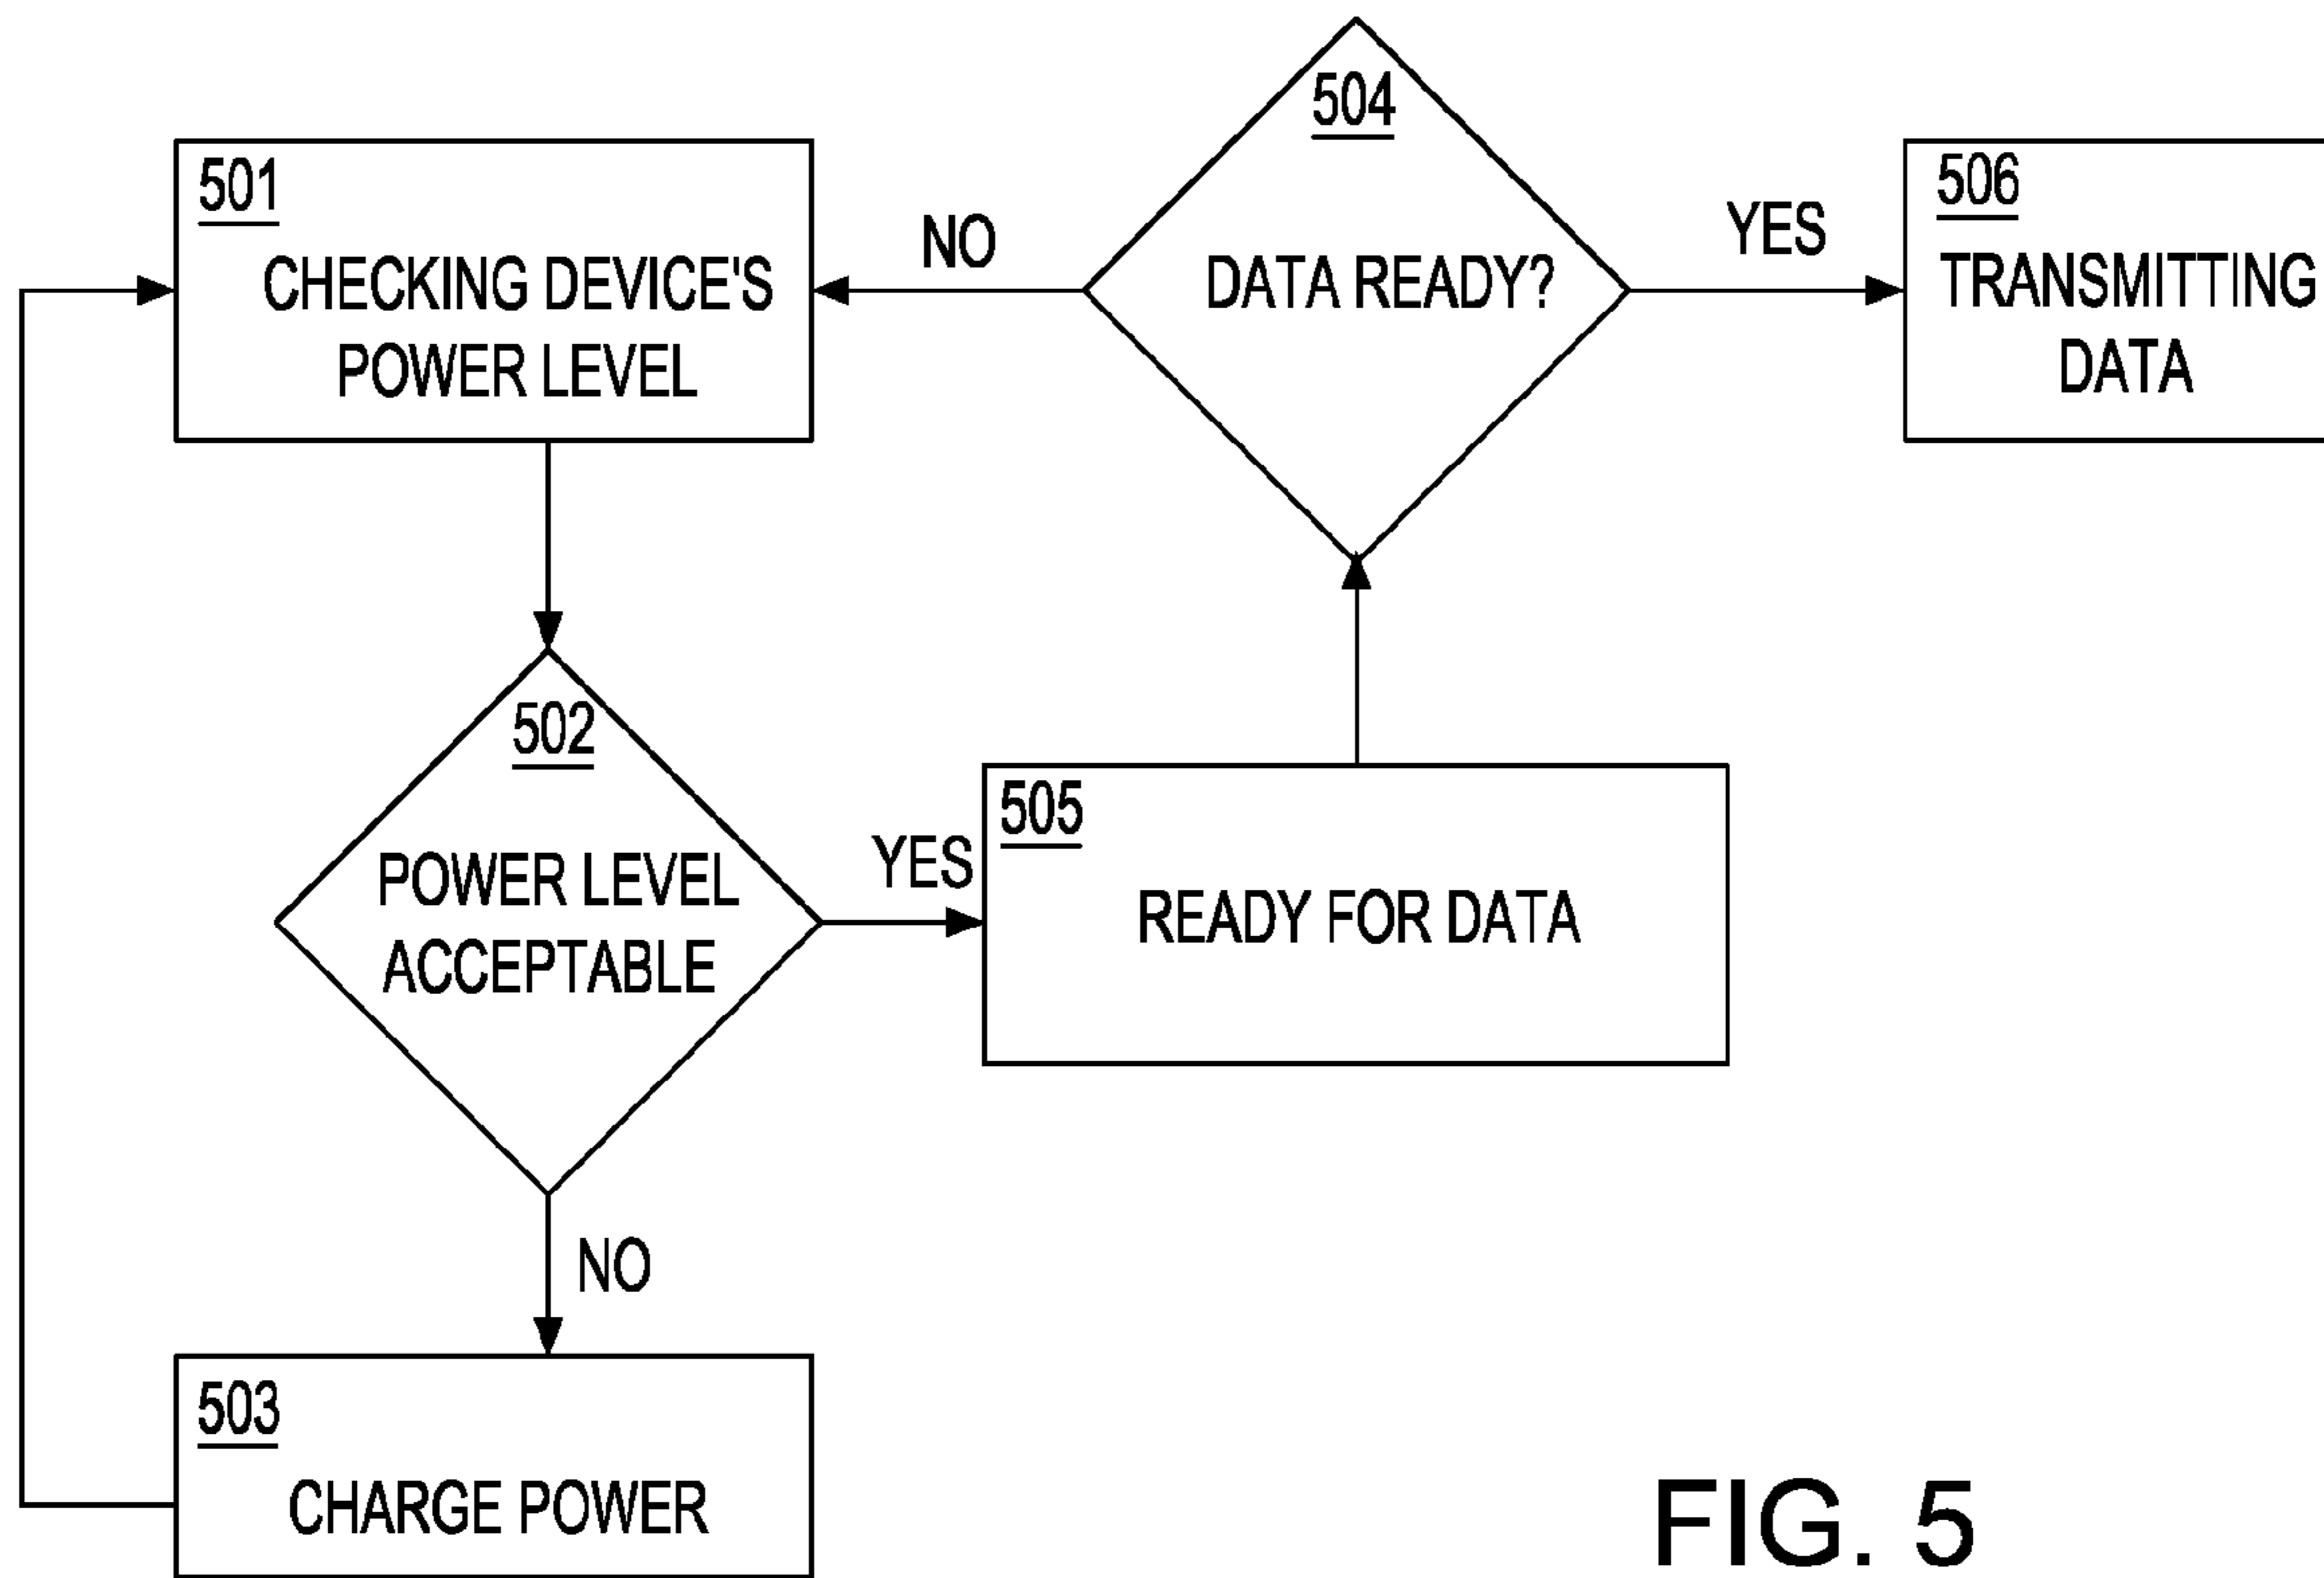 501
CHECKING DEVICE'S
POWER LEVEL
NO
504
DATA READY?
YES
506
TRANSMITTING
DATA
502
POWER LEVEL
ACCEPTABLE
YES
505
READY FOR DATA
NO
503
CHARGE POWER
FIG. 5